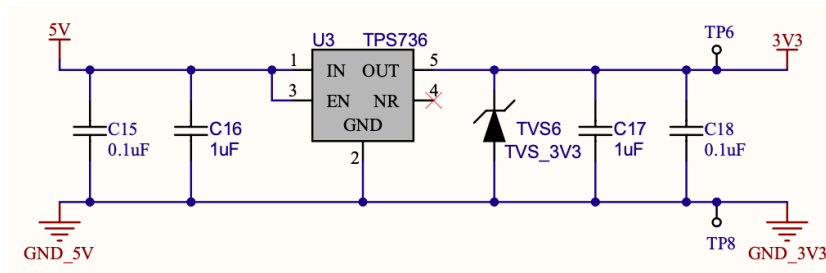 5V
U3 TPS736
TP6
3V3
1 IN OUT 5
3 EN NR 4
GND
2
C15
0.1uF
C16
1uF
TVS6
TVS_3V3
C17
1uF
C18
0.1uF
GND_5V
TP8
GND_3V3